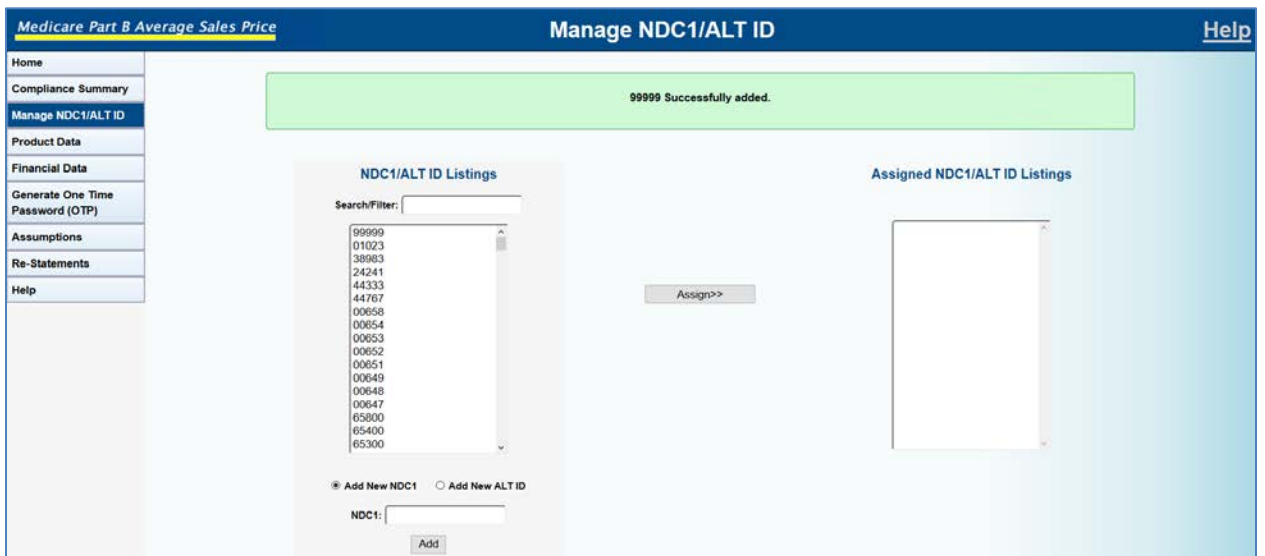 Medicare Part B Average Sales Price
Manage NDC1/ALT ID
Help
Home
Compliance Summary
Manage NDC1/ALT ID
Product Data
Financial Data
Generate One Time
Password (OTP)
Assumptions
Re-Statements
Help
99999 Successfully added.
NDC1/ALT ID Listings
Search/Filter:
99999
01023
38983
24241
44333
44767
00658
00654
00653
00652
00651
00649
00648
00647
65800
65400
65300
Add New NDC1 Add New ALT ID
NDC1:
Add
Assign>>
Assigned NDC1/ALT ID Listings